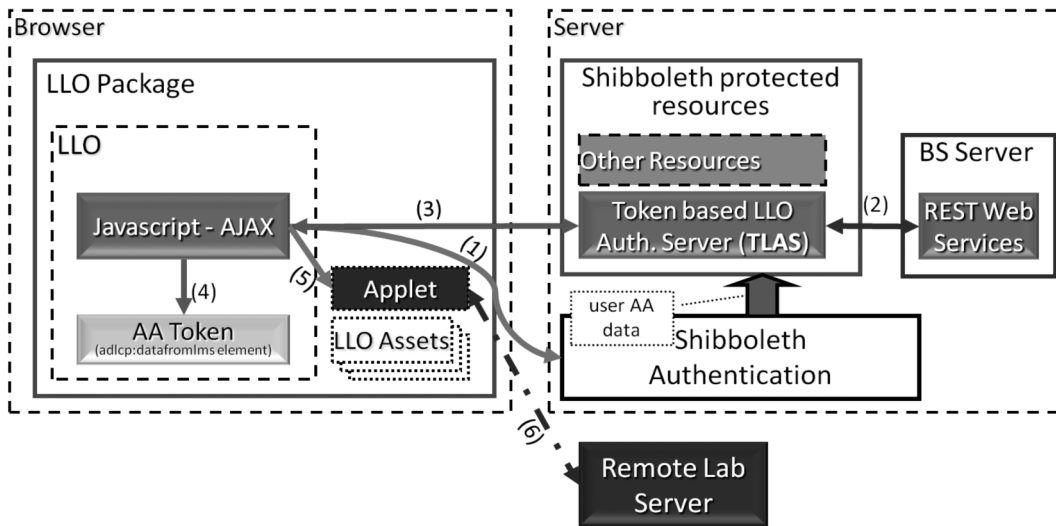 Browser
LLO Package
LLO
Javascript - AJAX
(4)
AA Token
(adlcp:datafromlms element)
(5)
Applet
LLO Assets
(3)
(1)
(6)
Server
Shibboleth protected
resources
Other Resources
Token based LLO
Auth. Server (TLAS)
(2)
BS Server
REST Web
Services
user AA
data
Shibboleth
Authentication
Remote Lab
Server